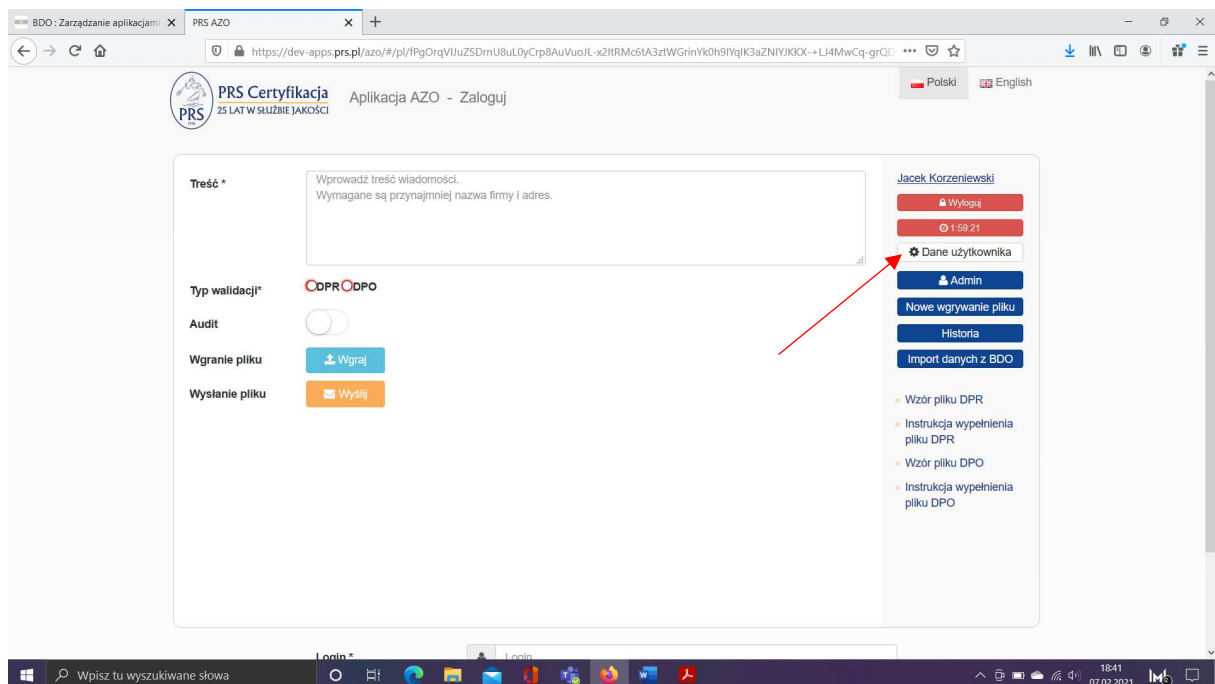 BDO : Zarządzanie aplikacjami
PRS AZO
https://dev-apps.prs.pl/azo/#/pl/
PRS
PRS Certyfikacja
25 LAT W SŁUŻBIE JAKOŚCI
Aplikacja AZO - Zaloguj
Polski
English
Treść *
Wprowadź treść wiadomości.
Wymagane są przynajmniej nazwa firmy i adres.
Typ walidacji*
DPR DPO
Audit
Wgranie pliku
Wgraj
Wysłanie pliku
Wyślij
Jacek Korzeniewski
Wyloguj
1:59:21
Dane użytkownika
Admin
Nowe wgrywanie pliku
Historia
Import danych z BDO
Wzór pliku DPR
Instrukcja wypełnienia
pliku DPR
Wzór pliku DPO
Instrukcja wypełnienia
pliku DPO
Login *
Login
Wpisz tu wyszukiwane słowa
18:41
07.02.2021